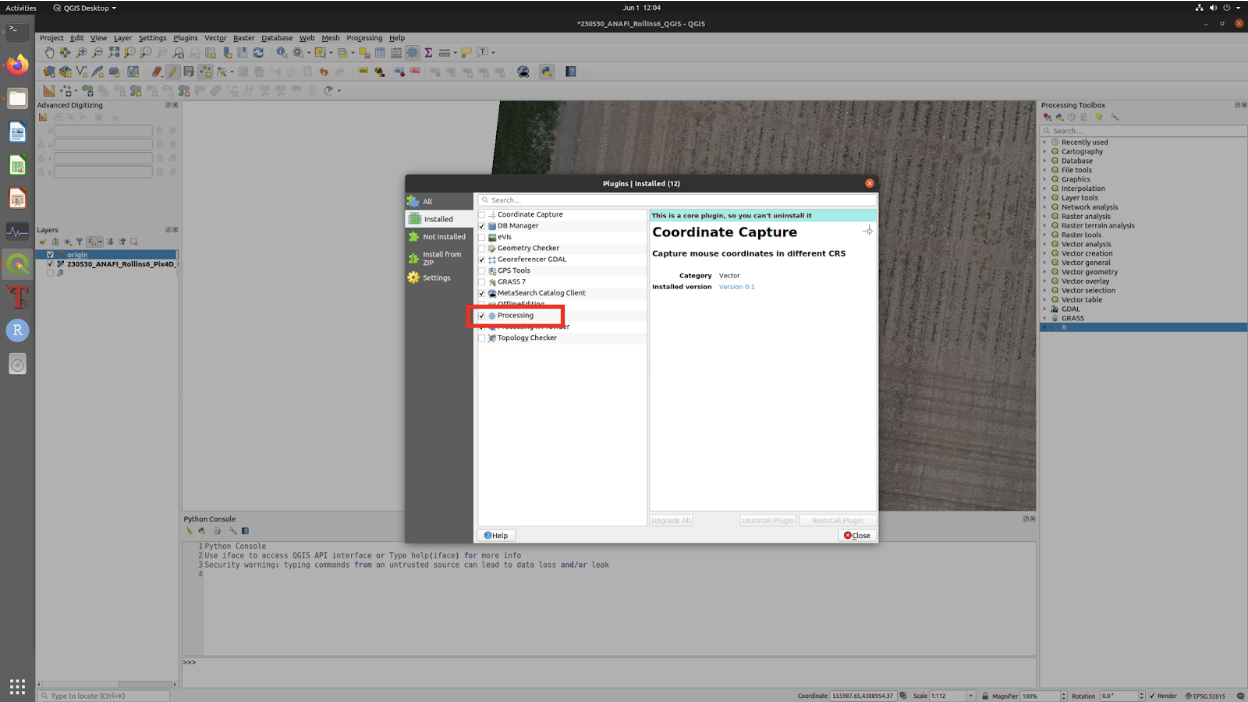 Activities
QGIS Desktop
Jun 1 12:04
*230530_ANAFI_Rollins6_QGIS - QGIS
Project Edit View Layer Settings Plugins Vector Raster Database Web Mesh Processing Help
Advanced Digitizing
d
a
x
y
Layers
origin
230530_ANAFI_Rollins6_Pix4D_
Plugins | Installed (12)
All
Installed
Not installed
Install from
ZIP
Settings
Search...
Coordinate Capture
DB Manager
eVis
Geometry Checker
Georeferencer GDAL
GPS Tools
GRASS 7
MetaSearch Catalog Client
OfflineEditing
Processing
Processing R Provider
Topology Checker
This is a core plugin, so you can't uninstall it
Coordinate Capture
Capture mouse coordinates in different CRS
Category Vector
Installed version Version 0.1
Upgrade All
Uninstall Plugin
Reinstall Plugin
Help
Close
Processing Toolbox
Search...
Recently used
Cartography
Database
File tools
Graphics
Interpolation
Layer tools
Network analysis
Raster analysis
Raster terrain analysis
Raster tools
Vector analysis
Vector creation
Vector general
Vector geometry
Vector overlay
Vector selection
Vector table
GDAL
GRASS
R
Python Console
1 Python Console
2 Use iface to access QGIS API interface or Type help(iface) for more info
3 Security warning: typing commands from an untrusted source can lead to data loss and/or leak
4
>>>
Type to locate (Ctrl+K)
Coordinate 555987.65,4308954.37
Scale 1:112
Magnifier 100%
Rotation 0.0°
Render
EPSG:32615